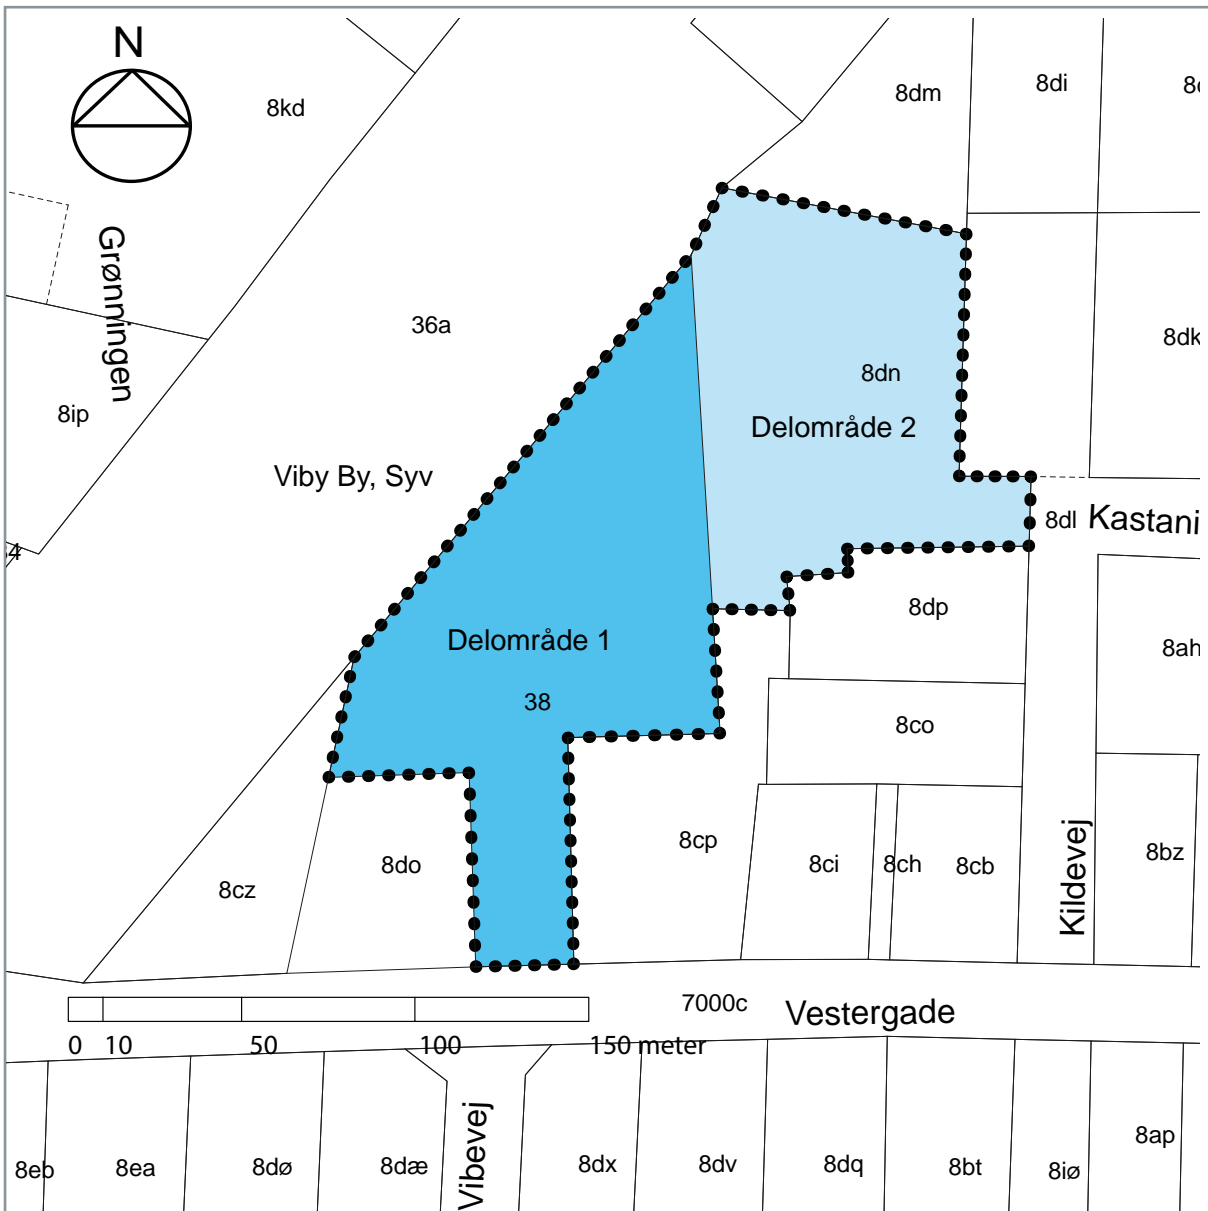 N
8kd
8dm
8di
Grønningen
36a
8dk
8dn
8ip
Delområde 2
Viby By, Syv
8dl
Kastani
8dp
Delområde 1
8ah
38
8co
8cp
8do
8ci
8ch
8cb
8bz
8cz
Kildevej
7000c
Vestergade
0 10 50 100 150 meter
8eb
8ea
8dø
8dæ
Vibevej
8dx
8dv
8dq
8bt
8iø
8ap